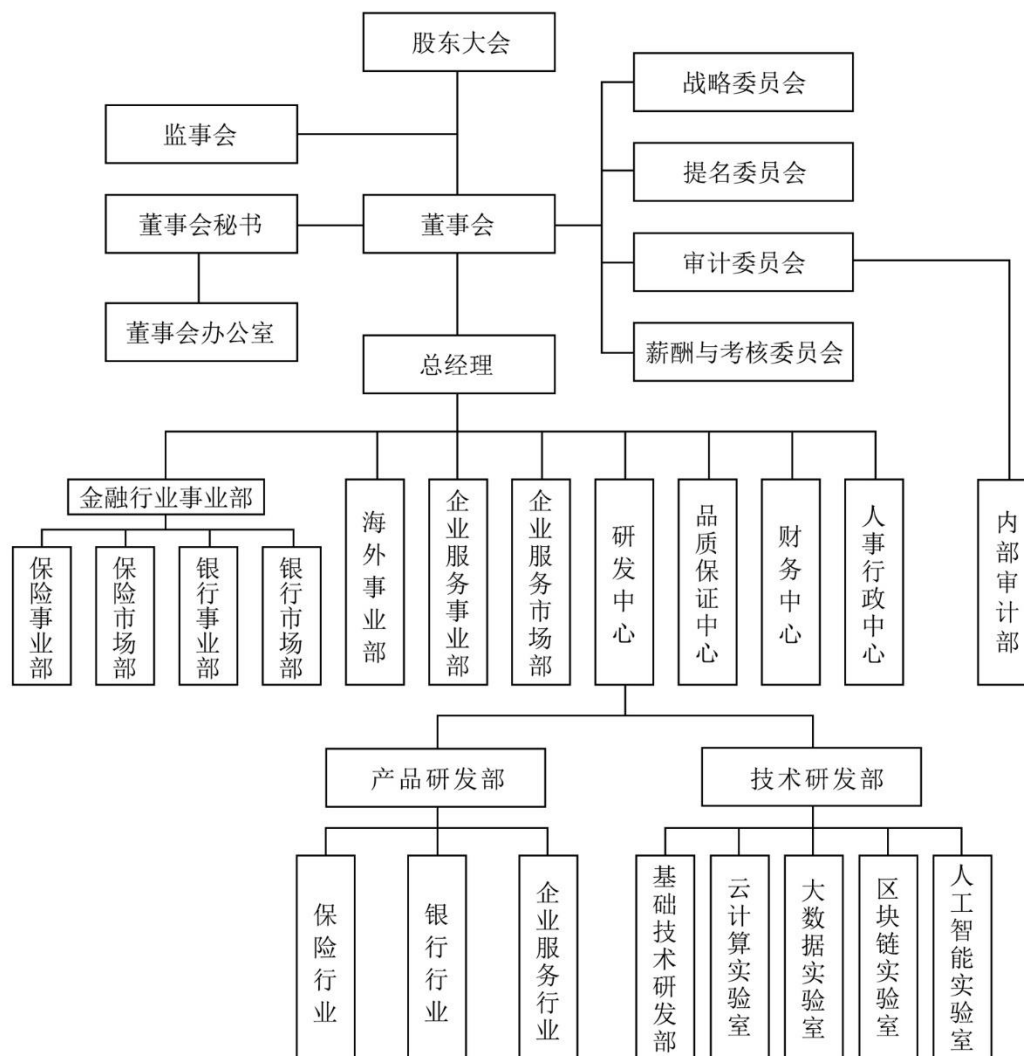 股东大会
战略委员会
监事会
提名委员会
董事会秘书
董事会
审计委员会
董事会办公室
总经理
薪酬与考核委员会
金融行业事业部
保险事业部
保险市场部
银行事业部
银行市场部
海外事业部
企业服务事业部
企业服务市场部
研发中心
品质保证中心
财务中心
人事行政中心
内部审计部
产品研发部
技术研发部
保险行业
银行行业
企业服务行业
基础技术研发部
云计算实验室
大数据实验室
区块链实验室
人工智能实验室